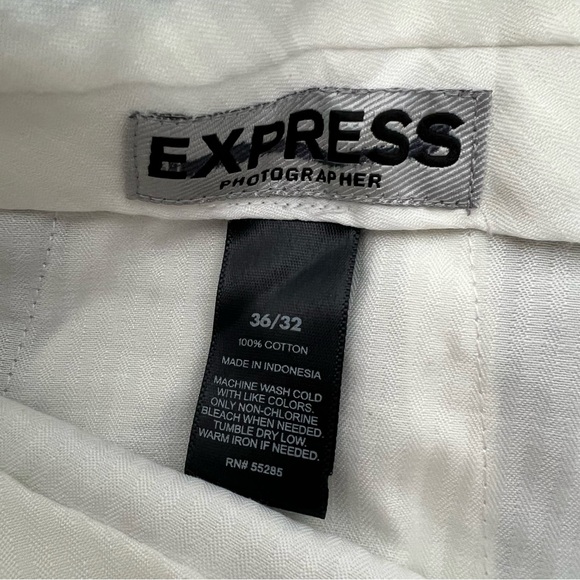 EXPRESS
PHOTOGRAPHER
36/32
100% COTTON
MADE IN INDONESIA
MACHINE WASH COLD
WITH LIKE COLORS.
ONLY NON-CHLORINE
BLEACH WHEN NEEDED.
TUMBLE DRY LOW.
WARM IRON IF NEEDED.
RN# 55285